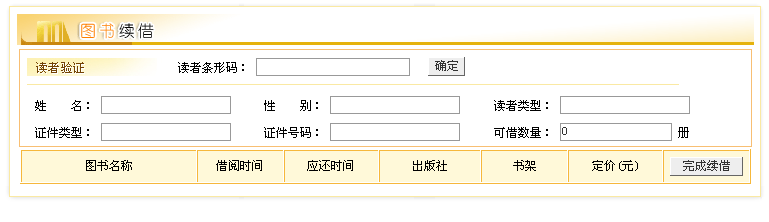 图书续借
读者验证 读者条形码： 确定
姓 名： 性 别： 读者类型：
证件类型： 证件号码： 可借数量： 0 册
图书名称 借阅时间 应还时间 出版社 书架 定价(元) 完成续借